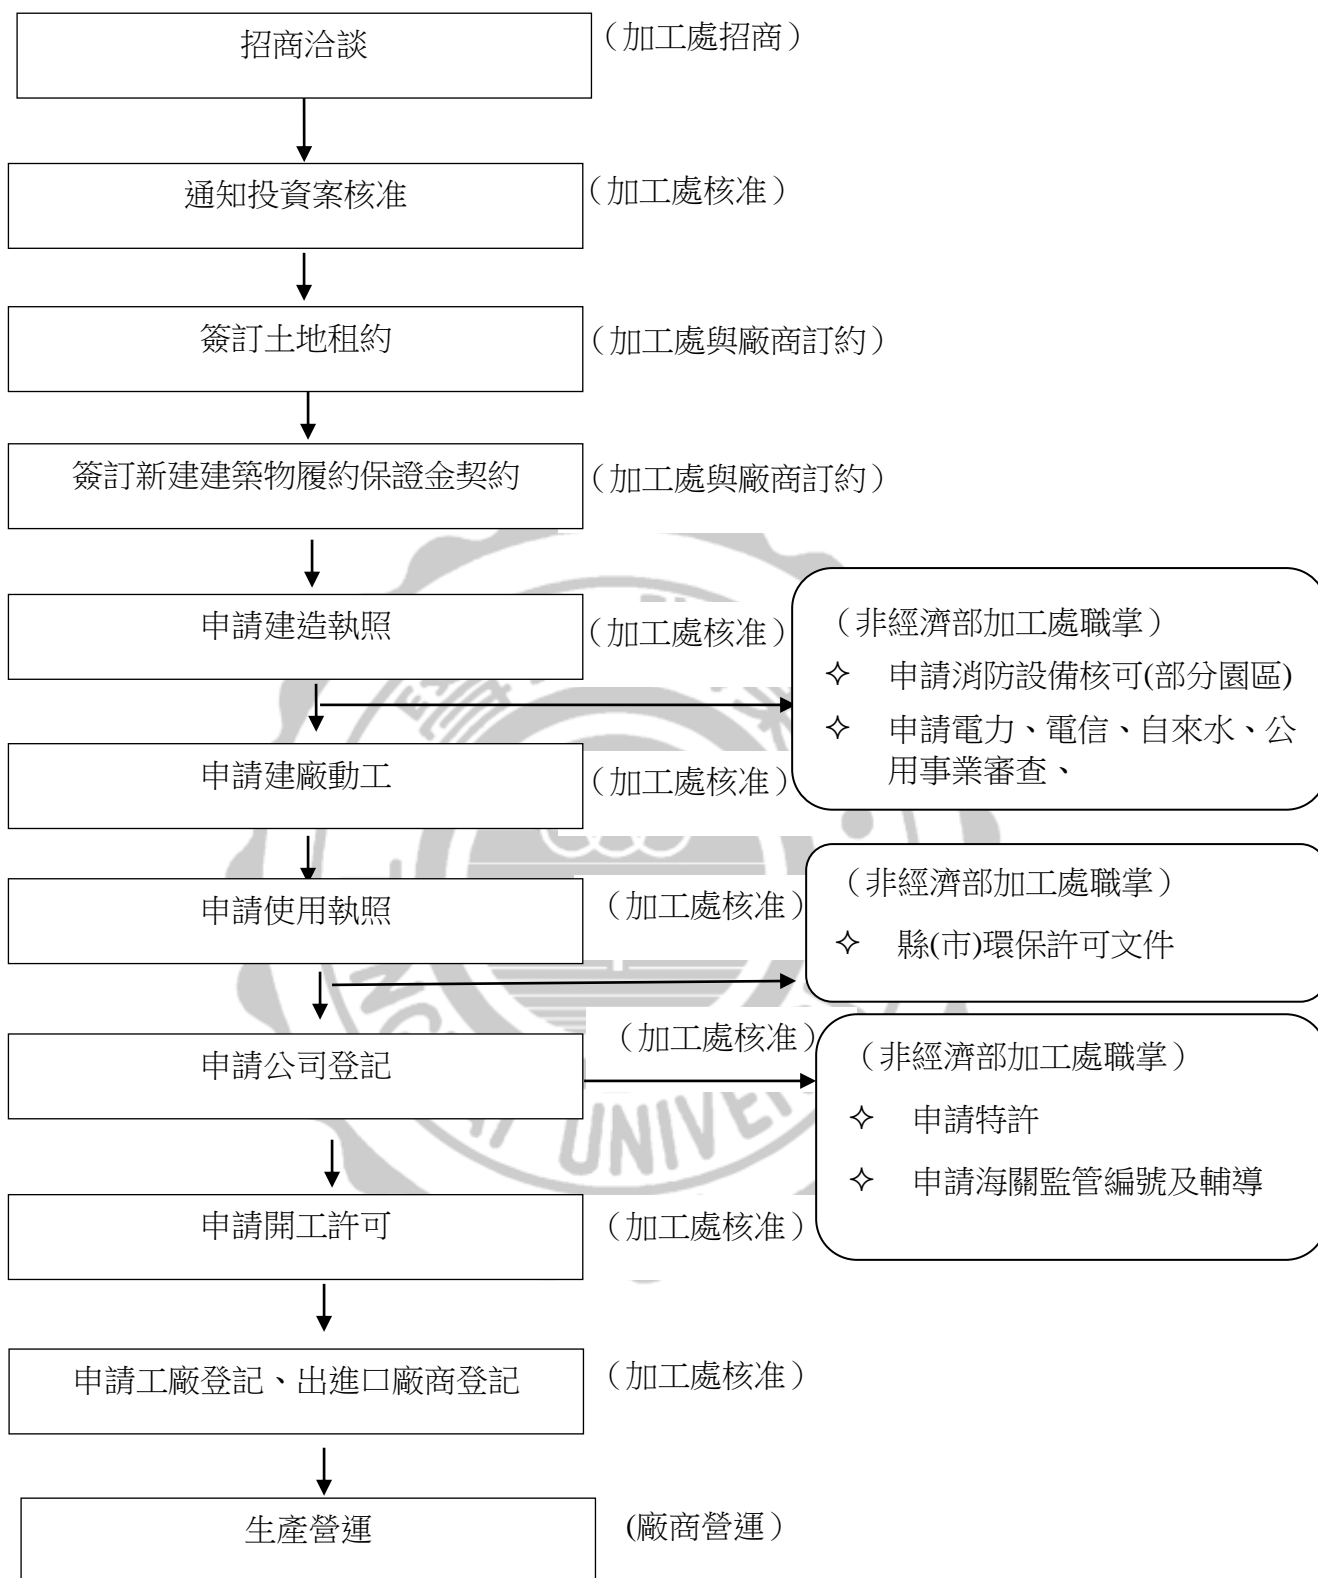 招商洽談
（加工處招商）
通知投資案核准
（加工處核准）
簽訂土地租約
（加工處與廠商訂約）
簽訂新建建築物履約保證金契約
（加工處與廠商訂約）
申請建造執照
（加工處核准）
（非經濟部加工處職掌）
✧ 申請消防設備核可(部分園區)
✧ 申請電力、電信、自來水、公
用事業審查、
申請建廠動工
（加工處核准）
申請使用執照
（加工處核准）
（非經濟部加工處職掌）
✧ 縣(市)環保許可文件
申請公司登記
（加工處核准）
（非經濟部加工處職掌）
✧ 申請特許
✧ 申請海關監管編號及輔導
申請開工許可
（加工處核准）
申請工廠登記、出進口廠商登記
（加工處核准）
生產營運
(廠商營運）
UNIVE